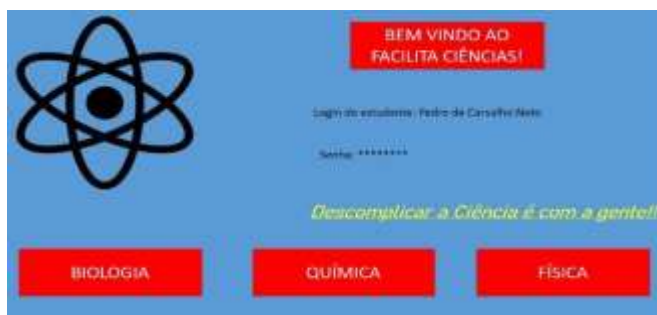 BEM VINDO AO
FACILITA CIÊNCIAS!
Login do estudante: Pedro de Carvalho Neto
Senha: ********
Descomplicar a Ciência é com a gente!!
BIOLOGIA
QUÍMICA
FÍSICA